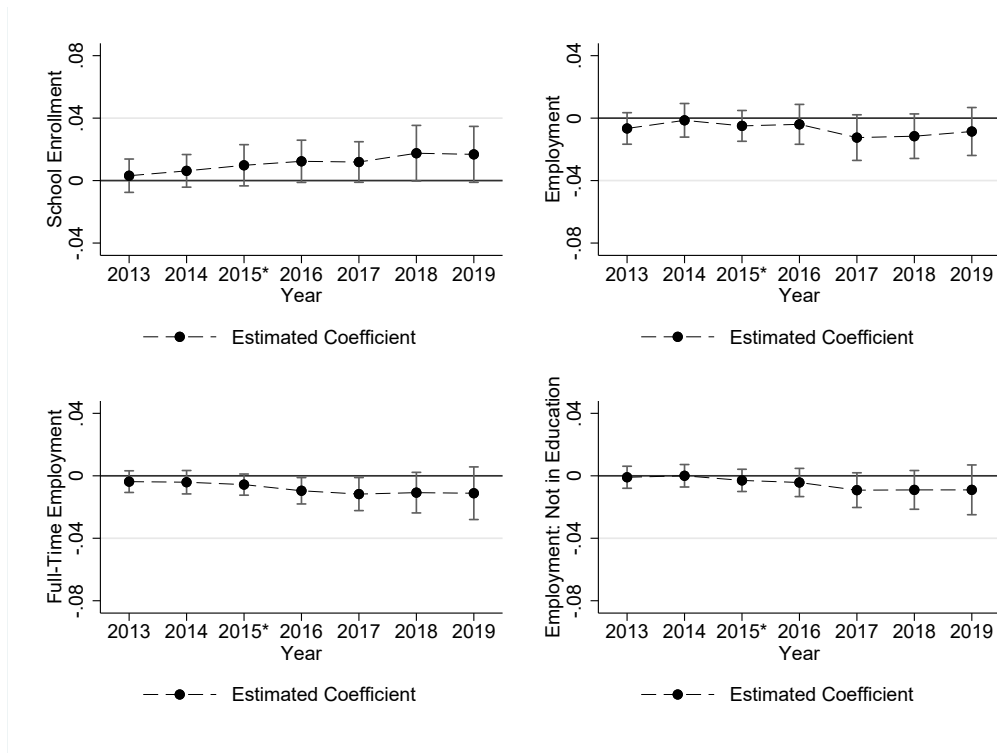 School Enrollment
.08
.04
0
-.04
2013 2014 2015* 2016 2017 2018 2019
Year
Estimated Coefficient
Employment
.04
0
-.04
-.08
2013 2014 2015* 2016 2017 2018 2019
Year
Estimated Coefficient
Full-Time Employment
.04
0
-.04
-.08
2013 2014 2015* 2016 2017 2018 2019
Year
Estimated Coefficient
Employment: Not in Education
.04
0
-.04
-.08
2013 2014 2015* 2016 2017 2018 2019
Year
Estimated Coefficient